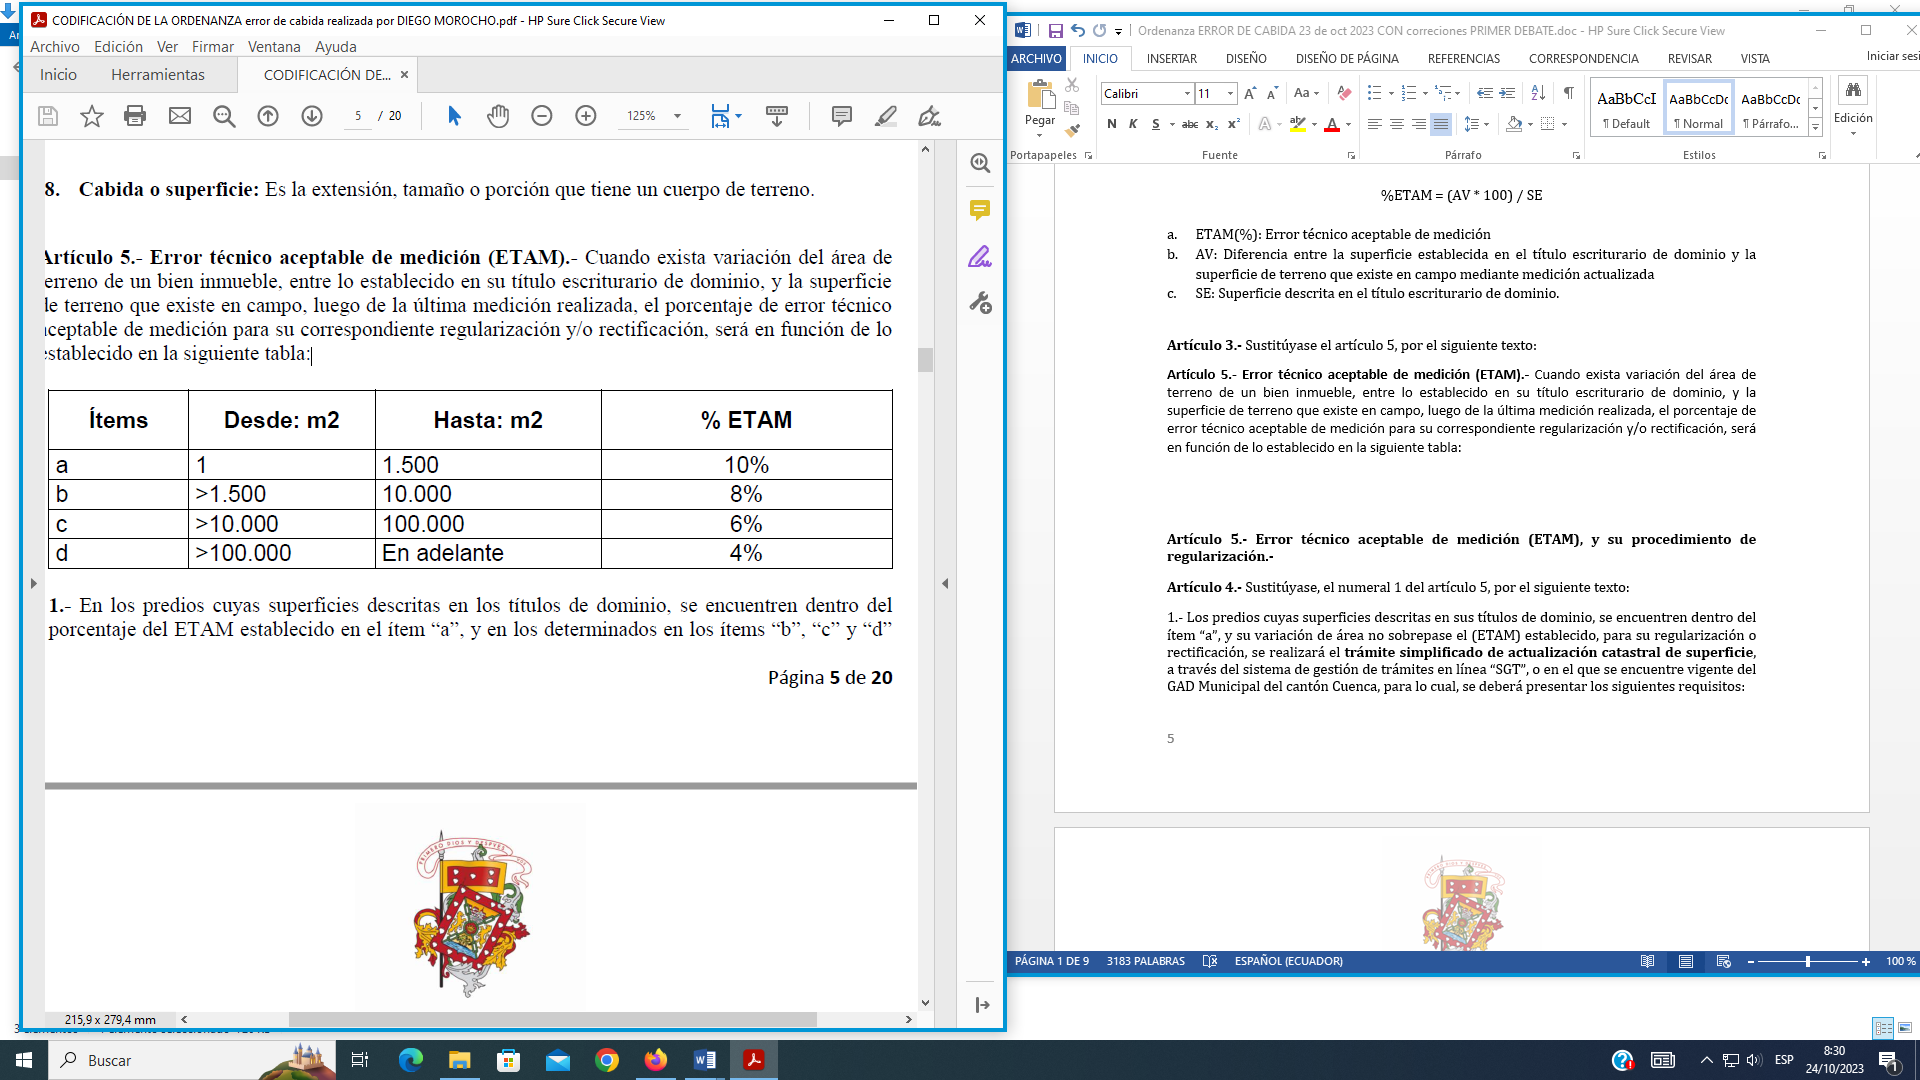 CODIFICACIÓN DE LA ORDENANZA error de cabida realizada por DIEGO MOROCHO.pdf - HP Sure Click Secure View
Archivo Edición Ver Firmar Ventana Ayuda
Inicio Herramientas CODIFICACIÓN DE... ×
5 / 20 125%
8. Cabida o superficie: Es la extensión, tamaño o porción que tiene un cuerpo de terreno.
Artículo 5.- Error técnico aceptable de medición (ETAM).- Cuando exista variación del área de
erreno de un bien inmueble, entre lo establecido en su título escriturario de dominio, y la superficie
de terreno que existe en campo, luego de la última medición realizada, el porcentaje de error técnico
aceptable de medición para su correspondiente regularización y/o rectificación, será en función de lo
establecido en la siguiente tabla:
Ítems Desde: m2 Hasta: m2 % ETAM
a 1 1.500 10%
b >1.500 10.000 8%
c >10.000 100.000 6%
d >100.000 En adelante 4%
1.- En los predios cuyas superficies descritas en los títulos de dominio, se encuentren dentro del
porcentaje del ETAM establecido en el ítem “a”, y en los determinados en los ítems “b”, “c” y “d”
Página 5 de 20
PRIMERO DIOS Y DESPVES VOS
215,9 x 279,4 mm
Ordenanza ERROR DE CABIDA 23 de oct 2023 CON correciones PRIMER DEBATE.doc - HP Sure Click Secure View
ARCHIVO INICIO INSERTAR DISEÑO DISEÑO DE PÁGINA REFERENCIAS CORRESPONDENCIA REVISAR VISTA Iniciar sesi
Pegar Calibri 11 Aa
N K S abc x₂ x² A A
AaBbCcI AaBbCcDc AaBbCcDc
¶ Default ¶ Normal ¶ Párrafo... Edición
Portapapeles Fuente Párrafo Estilos
%ETAM = (AV * 100) / SE
a. ETAM(%): Error técnico aceptable de medición
b. AV: Diferencia entre la superficie establecida en el título escriturario de dominio y la
superficie de terreno que existe en campo mediante medición actualizada
c. SE: Superficie descrita en el título escriturario de dominio.
Artículo 3.- Sustitúyase el artículo 5, por el siguiente texto:
Artículo 5.- Error técnico aceptable de medición (ETAM).- Cuando exista variación del área de
terreno de un bien inmueble, entre lo establecido en su título escriturario de dominio, y la
superficie de terreno que existe en campo, luego de la última medición realizada, el porcentaje de
error técnico aceptable de medición para su correspondiente regularización y/o rectificación, será
en función de lo establecido en la siguiente tabla:
Artículo 5.- Error técnico aceptable de medición (ETAM), y su procedimiento de
regularización.-
Artículo 4.- Sustitúyase, el numeral 1 del artículo 5, por el siguiente texto:
1.- Los predios cuyas superficies descritas en sus títulos de dominio, se encuentren dentro del
ítem “a”, y su variación de área no sobrepase el (ETAM) establecido, para su regularización o
rectificación, se realizará el trámite simplificado de actualización catastral de superficie,
a través del sistema de gestión de trámites en línea “SGT”, o en el que se encuentre vigente del
GAD Municipal del cantón Cuenca, para lo cual, se deberá presentar los siguientes requisitos:
5
PÁGINA 1 DE 9 3183 PALABRAS ESPAÑOL (ECUADOR) 100 %
Buscar
ESP
8:30
24/10/2023
1